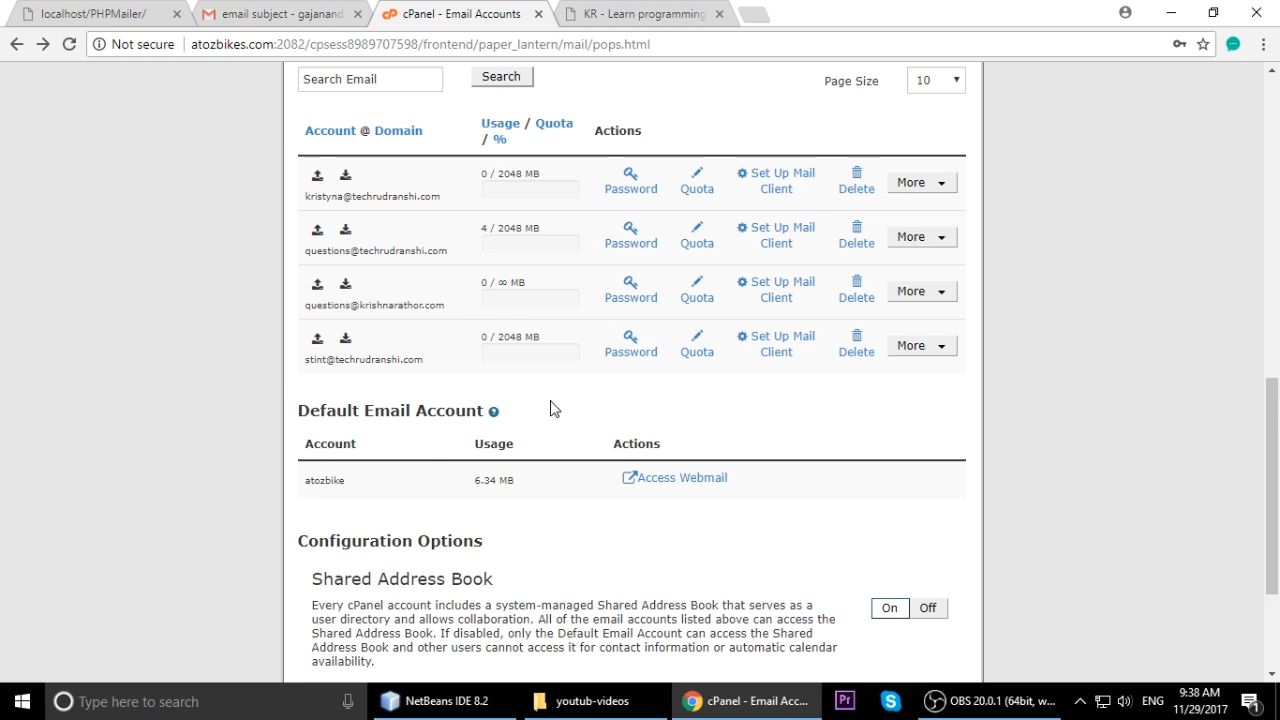 localhost/PHPMailer/
email subject - gajanand
cPanel - Email Accounts
KR - Learn programming
Not secure
atozbikes.com:2082/cpsess8989707598/frontend/paper_lantern/mail/pops.html
Search Email
Search
Page Size
10
Account @ Domain
Usage / Quota
/ %
Actions
0 / 2048 MB
kristyna@techrudranshi.com
Password
Quota
Set Up Mail
Client
Delete
More
4 / 2048 MB
questions@techrudranshi.com
Password
Quota
Set Up Mail
Client
Delete
More
0 / ∞ MB
questions@krishnarathor.com
Password
Quota
Set Up Mail
Client
Delete
More
0 / 2048 MB
stint@techrudranshi.com
Password
Quota
Set Up Mail
Client
Delete
More
Default Email Account
Account
Usage
Actions
atozbike
6.34 MB
Access Webmail
Configuration Options
Shared Address Book
Every cPanel account includes a system-managed Shared Address Book that serves as a
user directory and allows collaboration. All of the email accounts listed above can access the
Shared Address Book. If disabled, only the Default Email Account can access the Shared
Address Book and other users cannot access it for contact information or automatic calendar
availability.
On
Off
Type here to search
NetBeans IDE 8.2
youtub-videos
cPanel - Email Acc...
Pr
OBS 20.0.1 (64bit, w...
ENG
9:38 AM
11/29/2017
1